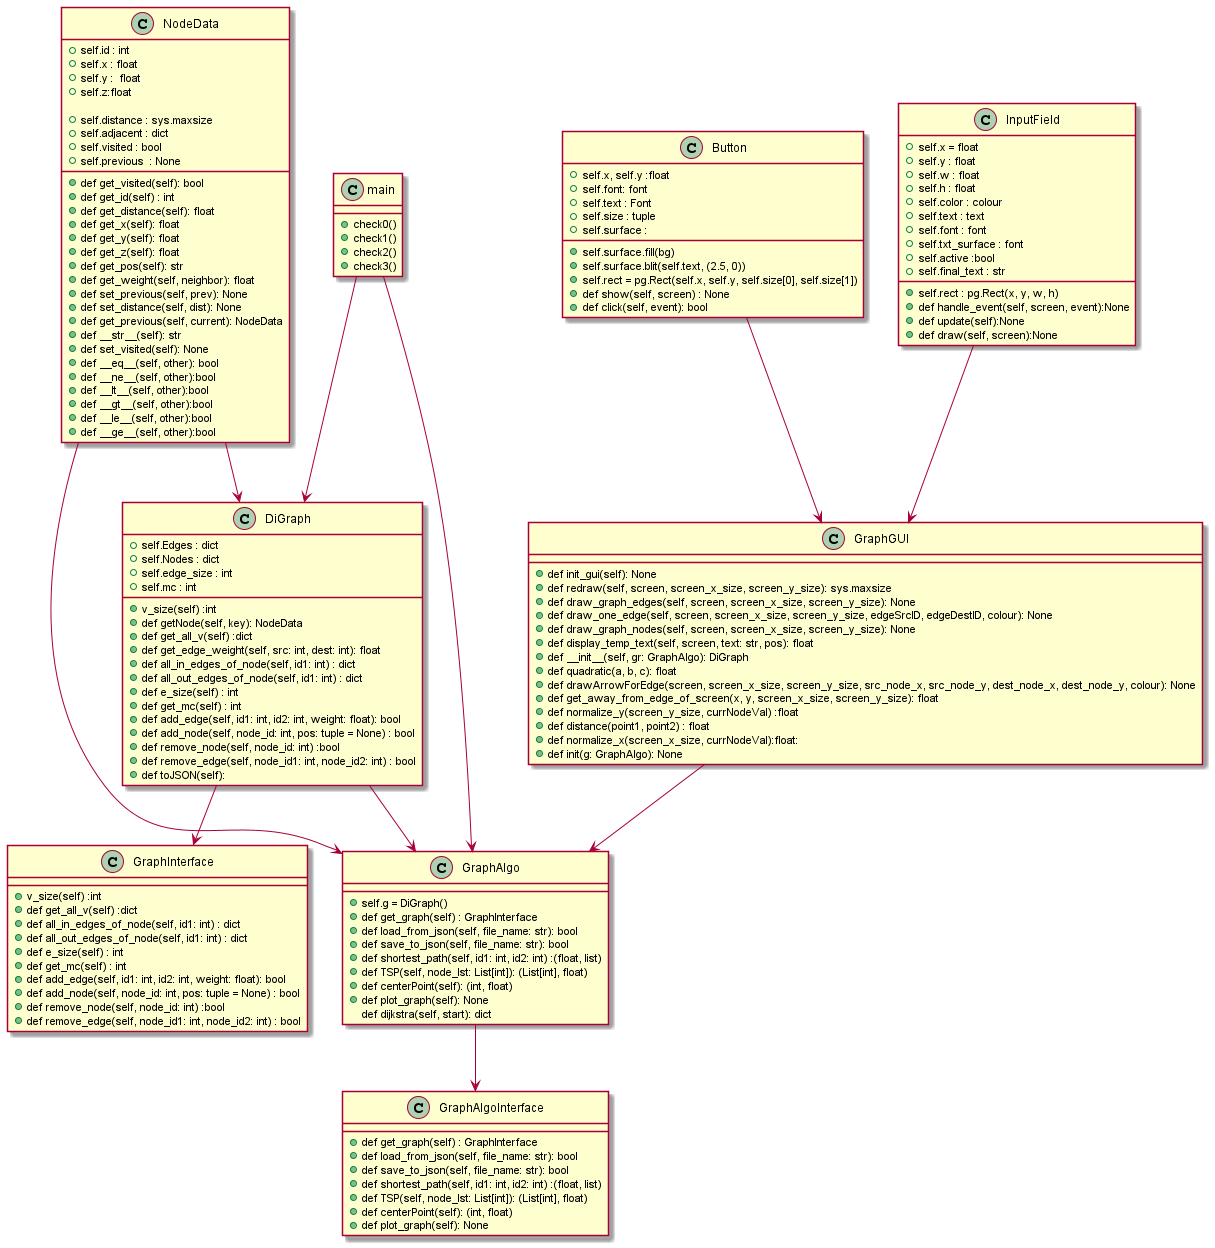 C NodeData
self.id : int
self.x : float
self.y :  float
self.z:float
self.distance : sys.maxsize
self.adjacent : dict
self.visited : bool
self.previous  : None
def get_visited(self): bool
def get_id(self) : int
def get_distance(self): float
def get_x(self): float
def get_y(self): float
def get_z(self): float
def get_pos(self): str
def get_weight(self, neighbor): float
def set_previous(self, prev): None
def set_distance(self, dist): None
def get_previous(self, current): NodeData
def __str__(self): str
def set_visited(self): None
def __eq__(self, other): bool
def __ne__(self, other):bool
def __lt__(self, other):bool
def __gt__(self, other):bool
def __le__(self, other):bool
def __ge__(self, other):bool
C main
check0()
check1()
check2()
check3()
C Button
self.x, self.y :float
self.font: font
self.text : Font
self.size : tuple
self.surface :
self.surface.fill(bg)
self.surface.blit(self.text, (2.5, 0))
self.rect = pg.Rect(self.x, self.y, self.size[0], self.size[1])
def show(self, screen) : None
def click(self, event): bool
C InputField
self.x = float
self.y : float
self.w : float
self.h : float
self.color : colour
self.text : text
self.font : font
self.txt_surface : font
self.active :bool
self.final_text : str
self.rect : pg.Rect(x, y, w, h)
def handle_event(self, screen, event):None
def update(self):None
def draw(self, screen):None
C DiGraph
self.Edges : dict
self.Nodes : dict
self.edge_size : int
self.mc : int
v_size(self) :int
def getNode(self, key): NodeData
def get_all_v(self) :dict
def get_edge_weight(self, src: int, dest: int): float
def all_in_edges_of_node(self, id1: int) : dict
def all_out_edges_of_node(self, id1: int) : dict
def e_size(self) : int
def get_mc(self) : int
def add_edge(self, id1: int, id2: int, weight: float): bool
def add_node(self, node_id: int, pos: tuple = None) : bool
def remove_node(self, node_id: int) :bool
def remove_edge(self, node_id1: int, node_id2: int) : bool
def toJSON(self):
C GraphGUI
def init_gui(self): None
def redraw(self, screen, screen_x_size, screen_y_size): sys.maxsize
def draw_graph_edges(self, screen, screen_x_size, screen_y_size): None
def draw_one_edge(self, screen, screen_x_size, screen_y_size, edgeSrcID, edgeDestID, colour): None
def draw_graph_nodes(self, screen, screen_x_size, screen_y_size): None
def display_temp_text(self, screen, text: str, pos): float
def __init__(self, gr: GraphAlgo): DiGraph
def quadratic(a, b, c): float
def drawArrowForEdge(screen, screen_x_size, screen_y_size, src_node_x, src_node_y, dest_node_x, dest_node_y, colour): None
def get_away_from_edge_of_screen(x, y, screen_x_size, screen_y_size): float
def normalize_y(screen_y_size, currNodeVal) :float
def distance(point1, point2) : float
def normalize_x(screen_x_size, currNodeVal):float:
def init(g: GraphAlgo): None
C GraphInterface
v_size(self) :int
def get_all_v(self) :dict
def all_in_edges_of_node(self, id1: int) : dict
def all_out_edges_of_node(self, id1: int) : dict
def e_size(self) : int
def get_mc(self) : int
def add_edge(self, id1: int, id2: int, weight: float): bool
def add_node(self, node_id: int, pos: tuple = None) : bool
def remove_node(self, node_id: int) :bool
def remove_edge(self, node_id1: int, node_id2: int) : bool
C GraphAlgo
self.g = DiGraph()
def get_graph(self) : GraphInterface
def load_from_json(self, file_name: str): bool
def save_to_json(self, file_name: str): bool
def shortest_path(self, id1: int, id2: int) :(float, list)
def TSP(self, node_lst: List[int]): (List[int], float)
def centerPoint(self): (int, float)
def plot_graph(self): None
def dijkstra(self, start): dict
C GraphAlgoInterface
def get_graph(self) : GraphInterface
def load_from_json(self, file_name: str): bool
def save_to_json(self, file_name: str): bool
def shortest_path(self, id1: int, id2: int) :(float, list)
def TSP(self, node_lst: List[int]): (List[int], float)
def centerPoint(self): (int, float)
def plot_graph(self): None